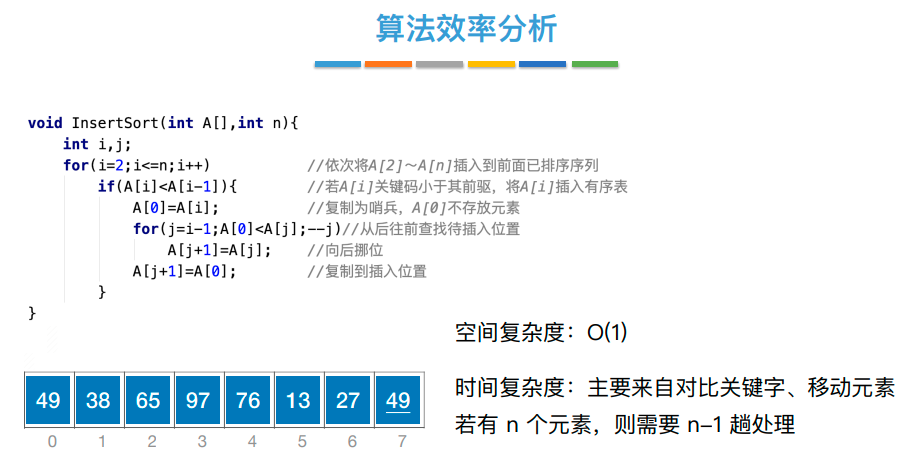 算法效率分析
void InsertSort(int A[],int n){
int i,j;
for(i=2;i<=n;i++) //依次将A[2]～A[n]插入到前面已排序序列
if(A[i]<A[i-1]){ //若A[i]关键码小于其前驱，将A[i]插入有序表
A[0]=A[i]; //复制为哨兵，A[0]不存放元素
for(j=i-1;A[0]<A[j];--j)//从后往前查找待插入位置
A[j+1]=A[j]; //向后挪位
A[j+1]=A[0]; //复制到插入位置
}
}
空间复杂度：O(1)
时间复杂度：主要来自对比关键字、移动元素
若有 n 个元素，则需要 n-1 趟处理
49 38 65 97 76 13 27 49
0 1 2 3 4 5 6 7